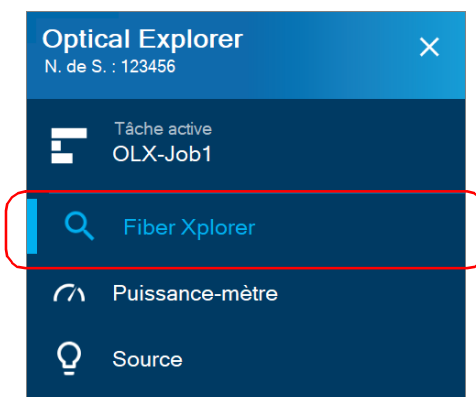 Optical Explorer
N. de S. : 123456
Tâche active
OLX-Job1
Fiber Xplorer
Puissance-mètre
Source